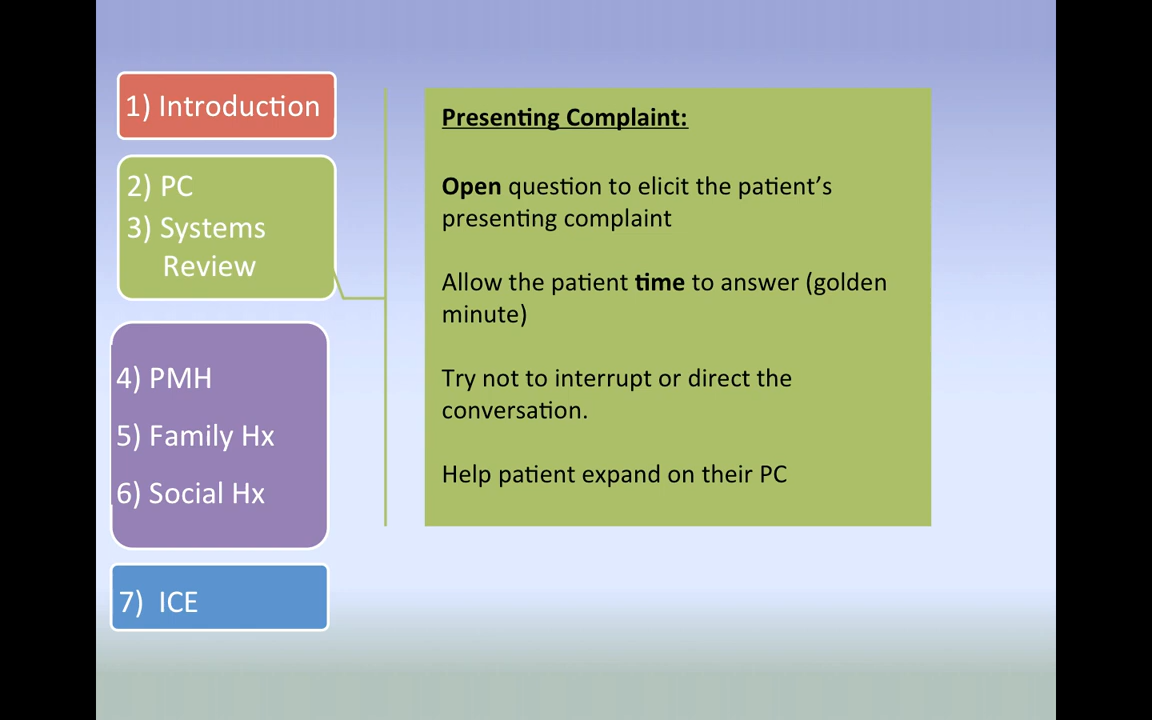 1) Introduction
2) PC
3) Systems
Review
4) PMH
5) Family Hx
6) Social Hx
7) ICE
Presenting Complaint:
Open question to elicit the patient’s
presenting complaint
Allow the patient time to answer (golden
minute)
Try not to interrupt or direct the
conversation.
Help patient expand on their PC